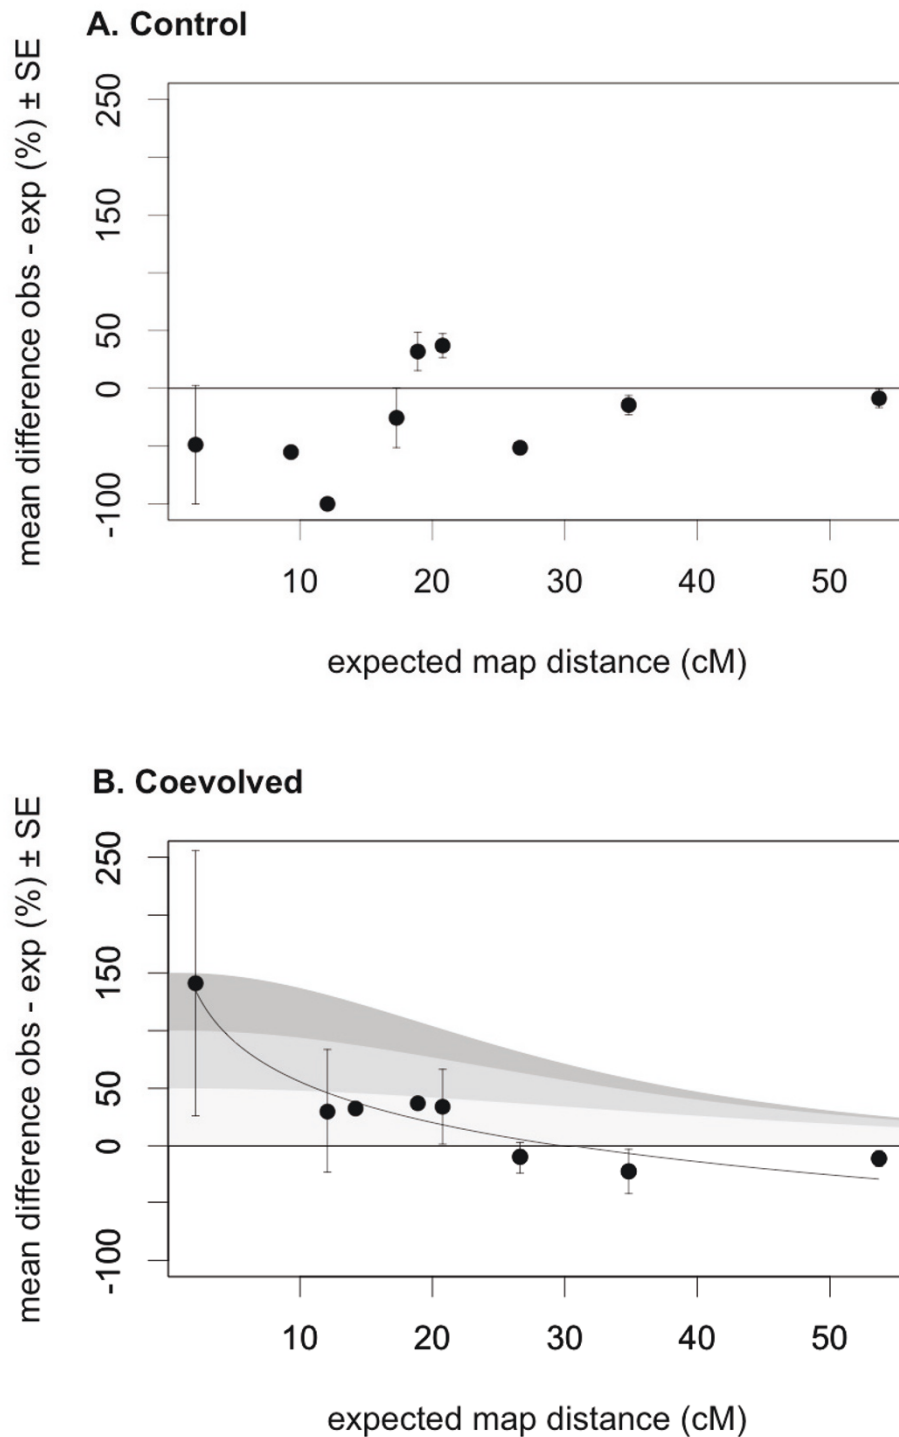 A. Control
mean difference obs - exp (%) ± SE
250
150
50
0
-100
10 20 30 40 50
expected map distance (cM)
B. Coevolved
mean difference obs - exp (%) ± SE
250
150
50
0
-100
10 20 30 40 50
expected map distance (cM)